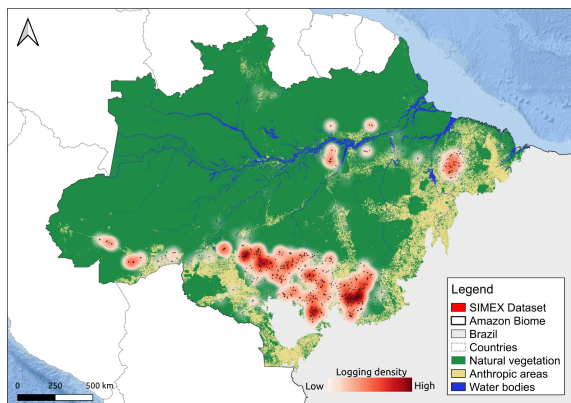 Legend
SIMEX Dataset
Amazon Biome
Brazil
Countries
Natural vegetation
Anthropic areas
Water bodies
Logging density
Low High
0 250 500 km